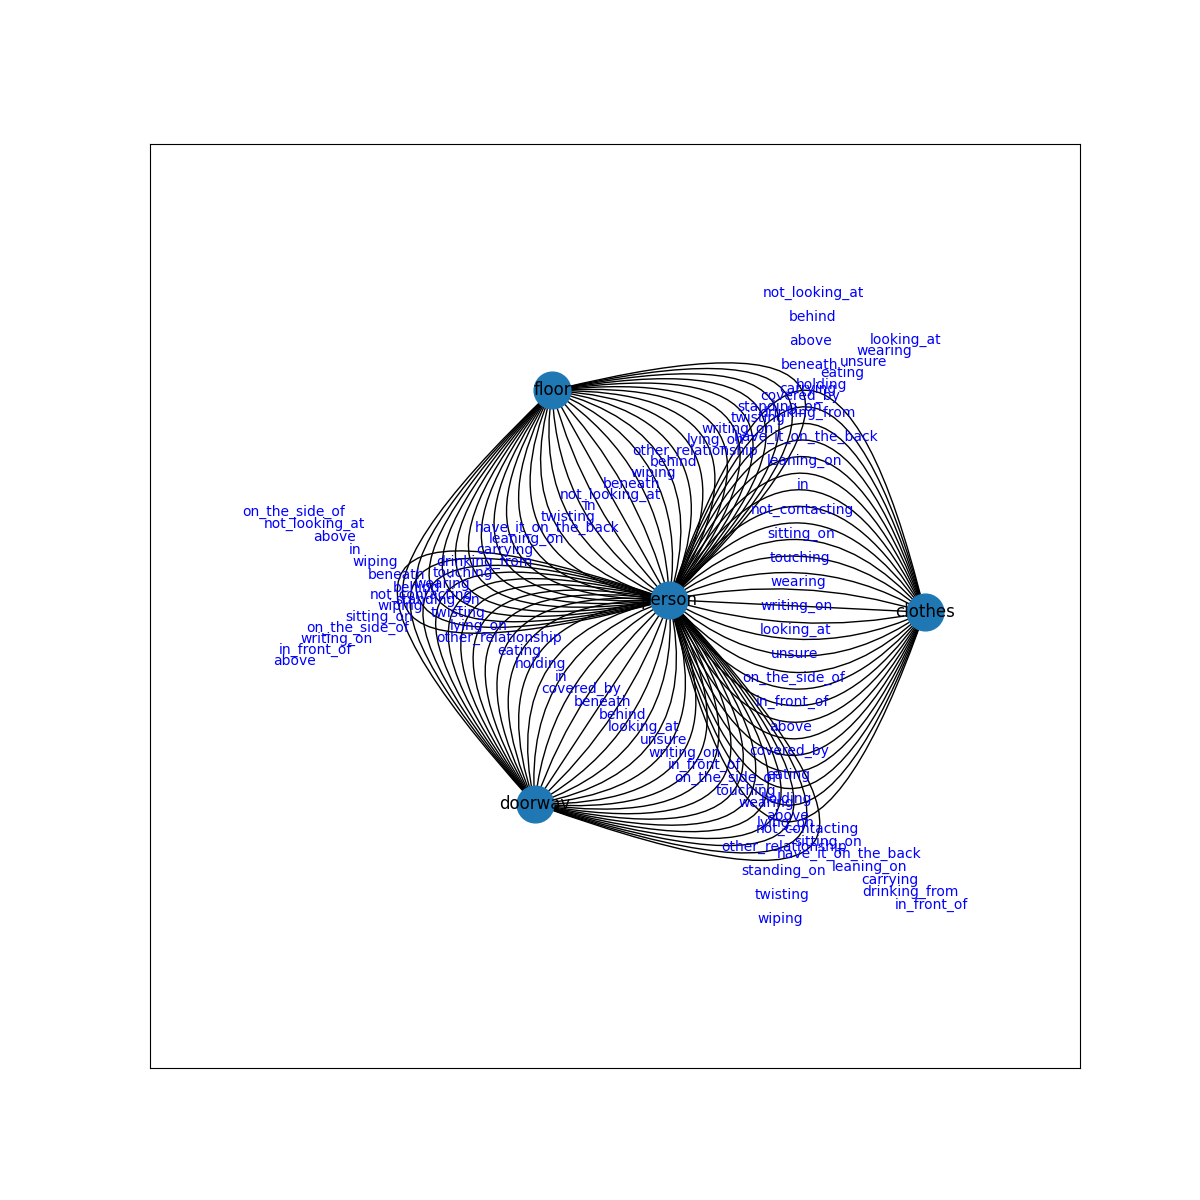 not_looking_at
behind
above
looking_at
wearing
beneath
unsure
eating
holding
carrying
floor
covered_by
standing_on
drinking_from
twisting
writing_on
have_it_on_the_back
lying_on
other_relationship
leaning_on
behind
wiping
beneath
in
not_looking_at
in
not_contacting
on_the_side_of
twisting
not_looking_at
have_it_on_the_back
sitting_on
above
leaning_on
in
carrying
touching
wiping
drinking_from
beneath
touching
wearing
wearing
behind
not_contacting
standing_on
person
wiping
writing_on
clothes
twisting
sitting_on
lying_on
on_the_side_of
looking_at
writing_on
other_relationship
in_front_of
eating
unsure
above
holding
in
on_the_side_of
covered_by
beneath
in_front_of
behind
looking_at
above
unsure
writing_on
covered_by
in_front_of
on_the_side_of
eating
touching
holding
wearing
doorway
above
lying_on
not_contacting
sitting_on
other_relationship
have_it_on_the_back
leaning_on
standing_on
carrying
drinking_from
twisting
in_front_of
wiping